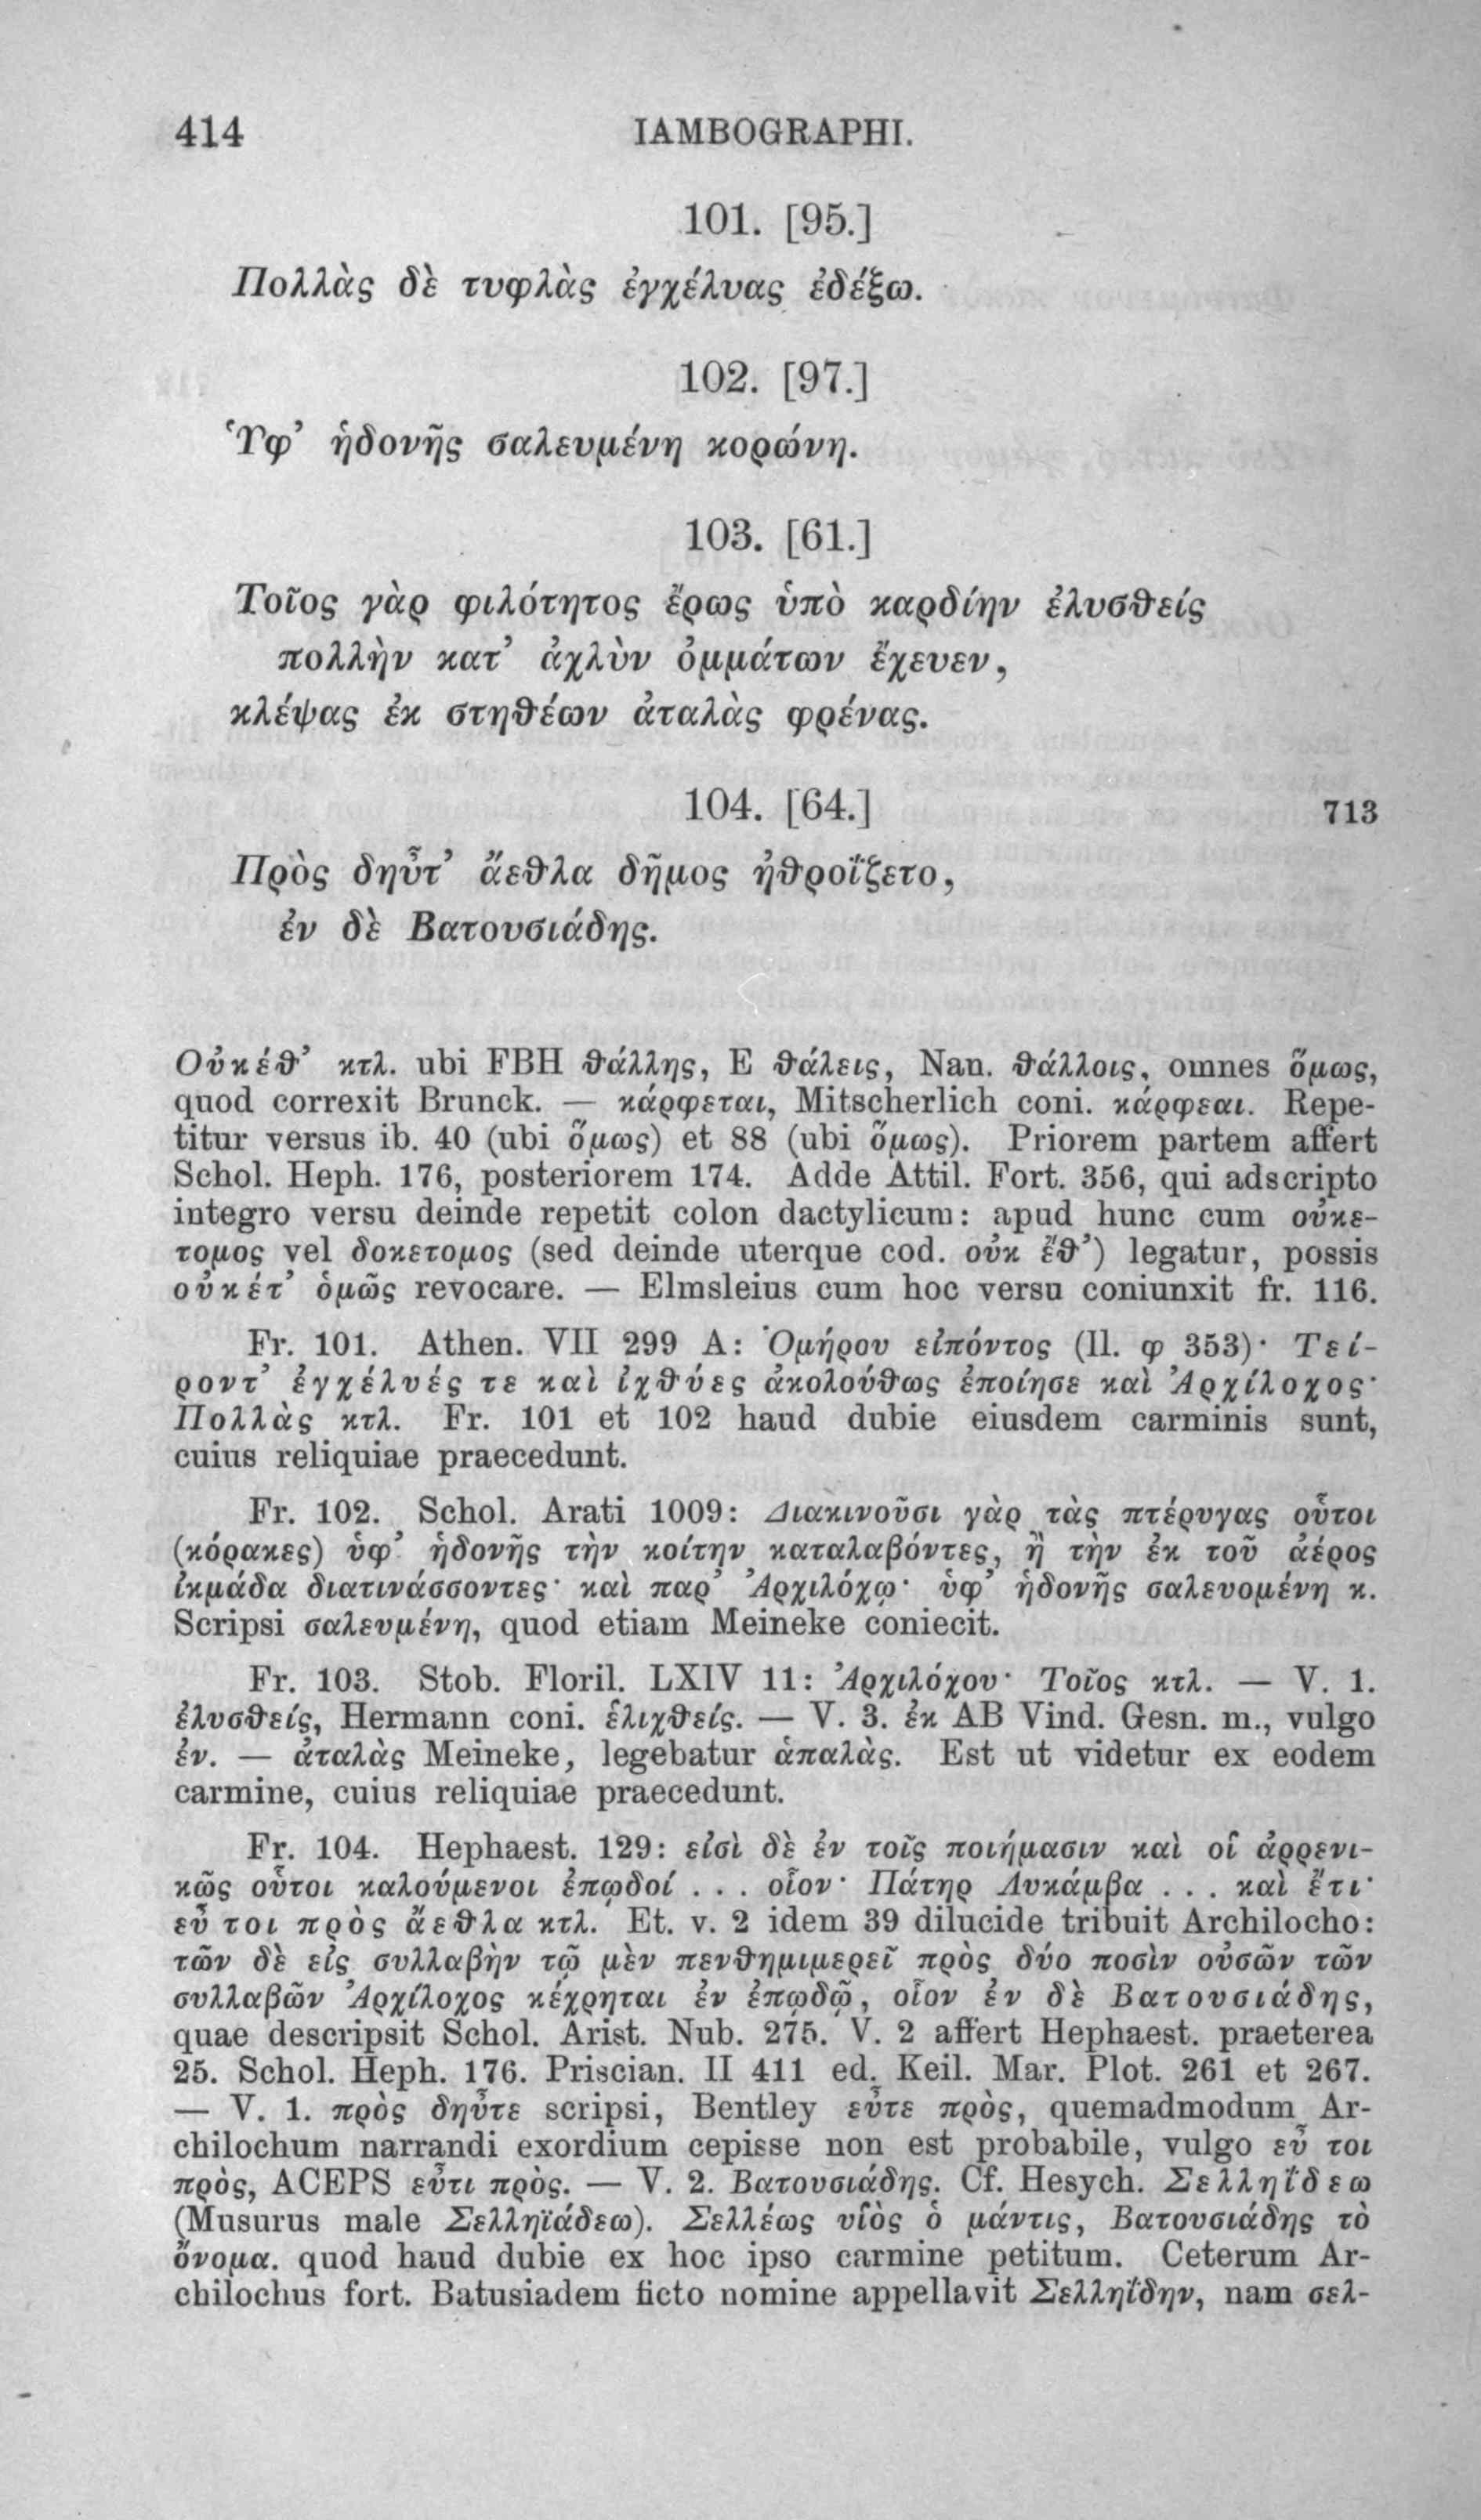 414 IAMBOGRAPHI.
101. [95.]
Πολλὰς δὲ τυφλὰς ἐγχέλυας ἐδέξω.
102. [97.]
Ὑφ’ ἡδονῆς σαλευμένη κορώνη.
103. [61.]
Τοῖος γὰρ φιλότητος ἔρως ὑπὸ καρδίην ἐλυσθείς
πολλὴν κατ’ ἀχλὺν ὀμμάτων ἔχευεν,
κλέψας ἐκ στηθέων ἀταλὰς φρένας.
104. [64.] 713
Πρὸς δηὖτ’ ἄεθλα δῆμος ἠθροΐζετο,
ἐν δὲ Βατουσιάδης.
Οὐκέθ’ κτλ. ubi FBH θάλλης, E θάλεις, Nan. θάλλοις, omnes ὅμως,
quod correxit Brunck. — κάρφεται, Mitscherlich coni. κάρφεαι. Repe-
titur versus ib. 40 (ubi ὅμως) et 88 (ubi ὅμως). Priorem partem affert
Schol. Heph. 176, posteriorem 174. Adde Attil. Fort. 356, qui adscripto
integro versu deinde repetit colon dactylicum: apud hunc cum ουκε-
τομος vel δοκετομος (sed deinde uterque cod. οὐκ ἔθ’) legatur, possis
οὐκέτ’ ὁμῶς revocare. — Elmsleius cum hoc versu coniunxit fr. 116.
Fr. 101. Athen. VII 299 A: Ὁμήρου εἰπόντος (Il. φ 353)· Τεί-
ροντ’ ἐγχέλυές τε καὶ ἰχθύες ἀκολούθως ἐποίησε καὶ Ἀρχίλοχος·
Πολλὰς κτλ. Fr. 101 et 102 haud dubie eiusdem carminis sunt,
cuius reliquiae praecedunt.
Fr. 102. Schol. Arati 1009: Διακινοῦσι γὰρ τὰς πτέρυγας οὗτοι
(κόρακες) ὑφ’ ἡδονῆς τὴν κοίτην καταλαβόντες, ἢ τὴν ἐκ τοῦ ἀέρος
ἰκμάδα διατινάσσοντες· καὶ παρ’ Ἀρχιλόχῳ· ὑφ’ ἡδονῆς σαλευομένη κ.
Scripsi σαλευμένη, quod etiam Meineke coniecit.
Fr. 103. Stob. Floril. LXIV 11: Ἀρχιλόχου· Τοῖος κτλ. — V. 1.
ἐλυσθείς, Hermann coni. ἑλιχθείς. — V. 3. ἐκ AB Vind. Gesn. m., vulgo
ἐν. — ἀταλὰς Meineke, legebatur ἁπαλὰς. Est ut videtur ex eodem
carmine, cuius reliquiae praecedunt.
Fr. 104. Hephaest. 129: εἰσὶ δὲ ἐν τοῖς ποιήμασιν καὶ οἱ ἀρρενι-
κῶς οὗτοι καλούμενοι ἐπῳδοί . . . οἷον· Πάτηρ Λυκάμβα . . . καὶ ἔτι·
εὖ τοι πρὸς ἄεθλα κτλ. Et. v. 2 idem 39 dilucide tribuit Archilocho:
τῶν δὲ εἰς συλλαβὴν τῷ μὲν πενθημιμερεῖ πρὸς δύο ποσὶν οὐσῶν τῶν
συλλαβῶν Ἀρχίλοχος κέχρηται ἐν ἐπῳδῷ, οἷον ἐν δὲ Βατουσιάδης,
quae descripsit Schol. Arist. Nub. 275. V. 2 affert Hephaest. praeterea
25. Schol. Heph. 176. Priscian. II 411 ed. Keil. Mar. Plot. 261 et 267.
— V. 1. πρὸς δηὖτε scripsi, Bentley εὖτε πρὸς, quemadmodum Ar-
chilochum narrandi exordium cepisse non est probabile, vulgo εὖ τοι
πρὸς, ACEPS εὖτι πρὸς. — V. 2. Βατουσιάδης. Cf. Hesych. Σελληΐδεω
(Musurus male Σελληϊάδεω). Σελλέως υἱὸς ὁ μάντις, Βατουσιάδης τὸ
ὄνομα. quod haud dubie ex hoc ipso carmine petitum. Ceterum Ar-
chilochus fort. Batusiadem ficto nomine appellavit Σελληΐδην, nam σελ-